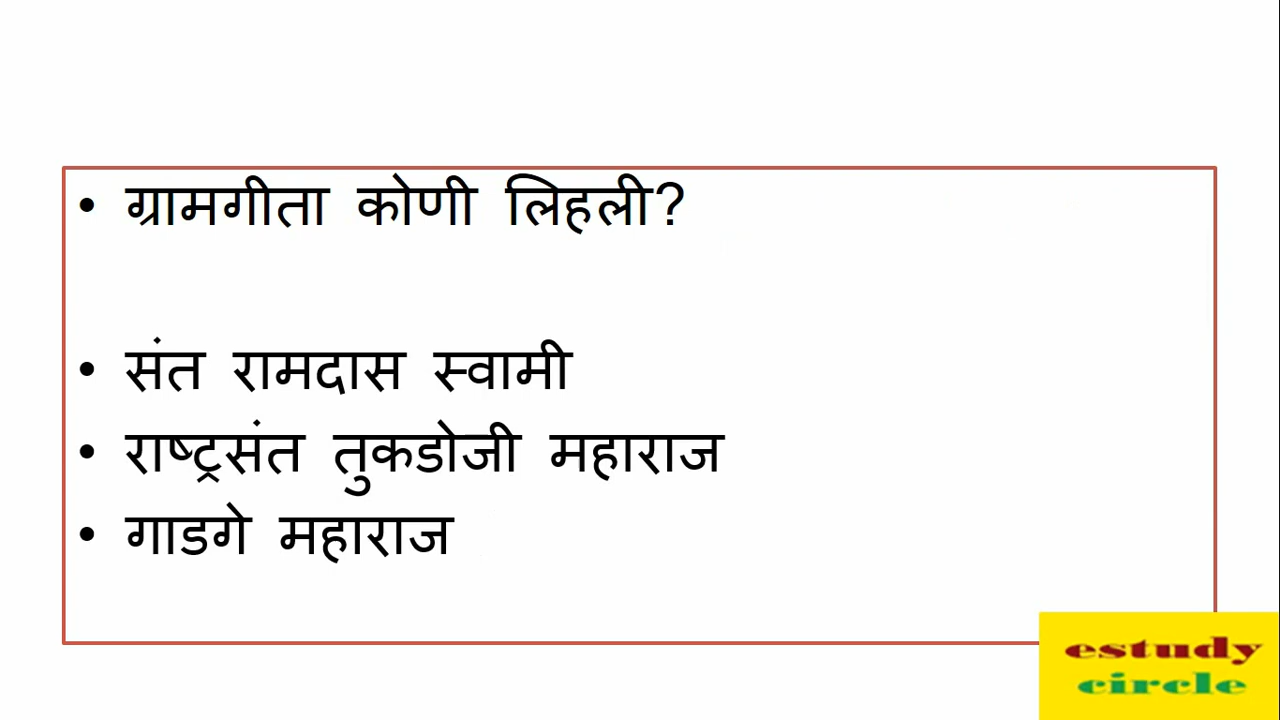 • ग्रामगीता कोणी लिहली?
• संत रामदास स्वामी
• राष्ट्रसंत तुकडोजी महाराज
• गाडगे महाराज
estudy
circle